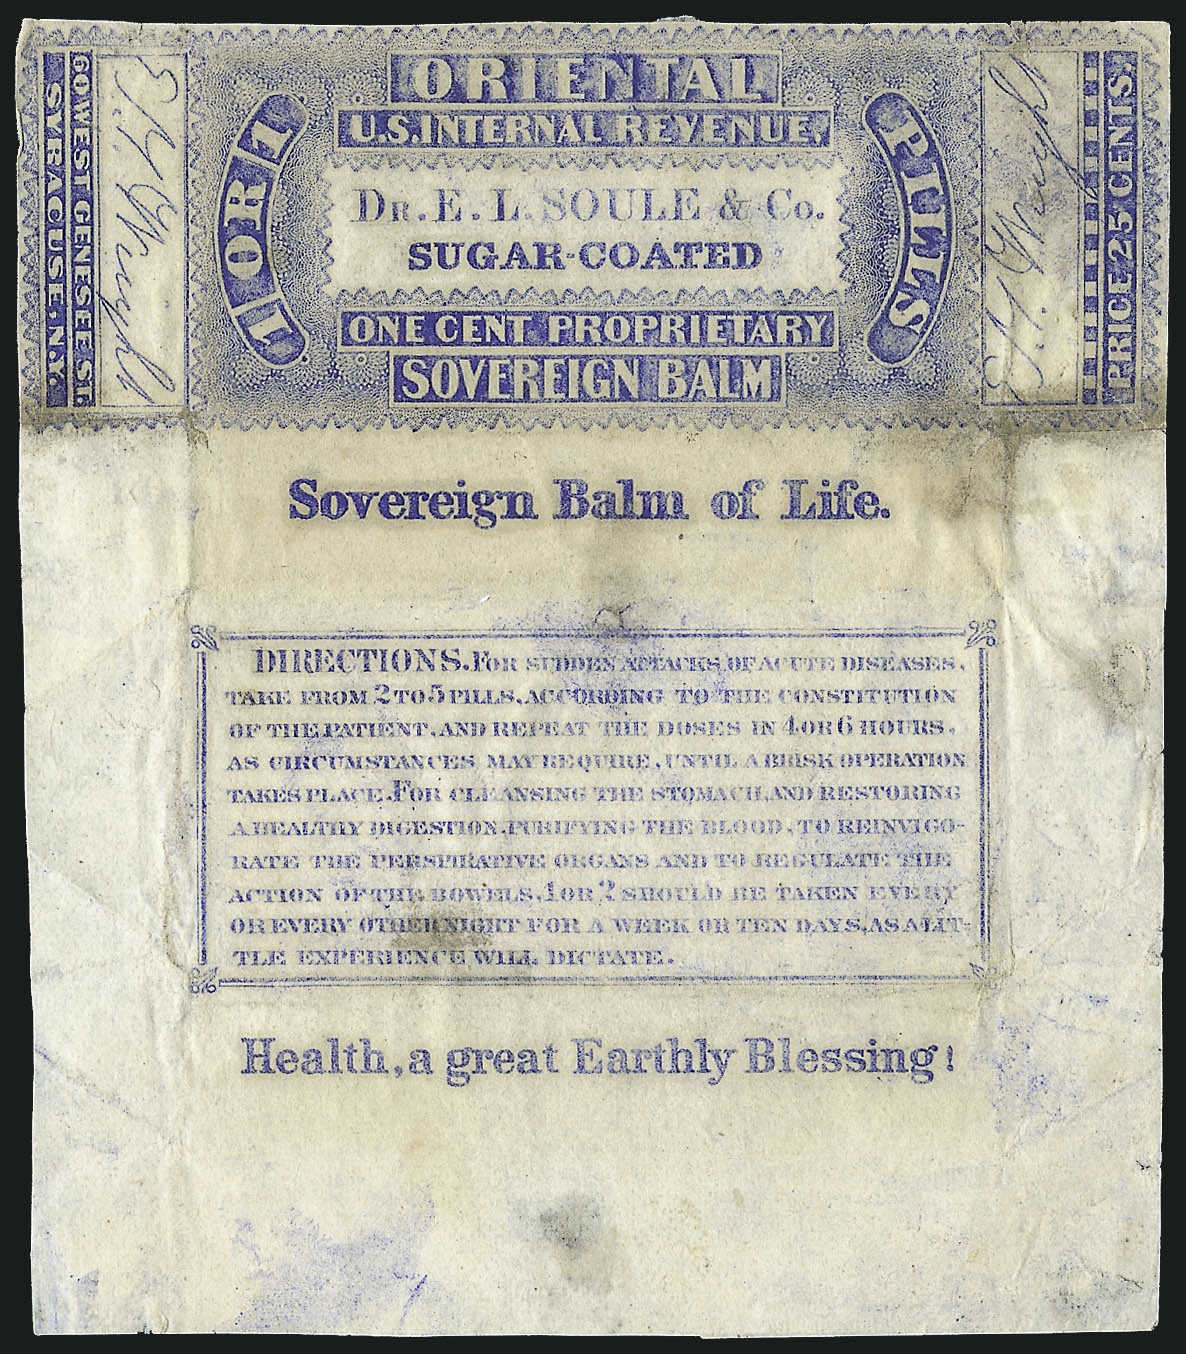 60 WEST GENESEE ST.
SYRACUSE, N.Y.
1 OR 1
ORIENTAL
U.S. INTERNAL REVENUE,
DR. E. L. SOULE & Co.
SUGAR-COATED
ONE CENT PROPRIETARY
SOVEREIGN BALM
PILLS
PRICE 25 CENTS.
Sovereign Balm of Life.
DIRECTIONS. FOR SUDDEN ATTACKS OF ACUTE DISEASES,
TAKE FROM 2 TO 5 PILLS, ACCORDING TO THE CONSTITUTION
OF THE PATIENT, AND REPEAT THE DOSES IN 4 OR 6 HOURS,
AS CIRCUMSTANCES MAY REQUIRE, UNTIL A BRISK OPERATION
TAKES PLACE. FOR CLEANSING THE STOMACH, AND RESTORING
A HEALTHY DIGESTION, PURIFYING THE BLOOD, TO REINVIGO-
RATE THE PERSPIRATIVE ORGANS AND TO REGULATE THE
ACTION OF THE BOWELS, 1 OR 2 SHOULD BE TAKEN EVERY
OR EVERY OTHER NIGHT FOR A WEEK OR TEN DAYS, AS A LIT-
TLE EXPERIENCE WILL DICTATE.
Health, a great Earthly Blessing!